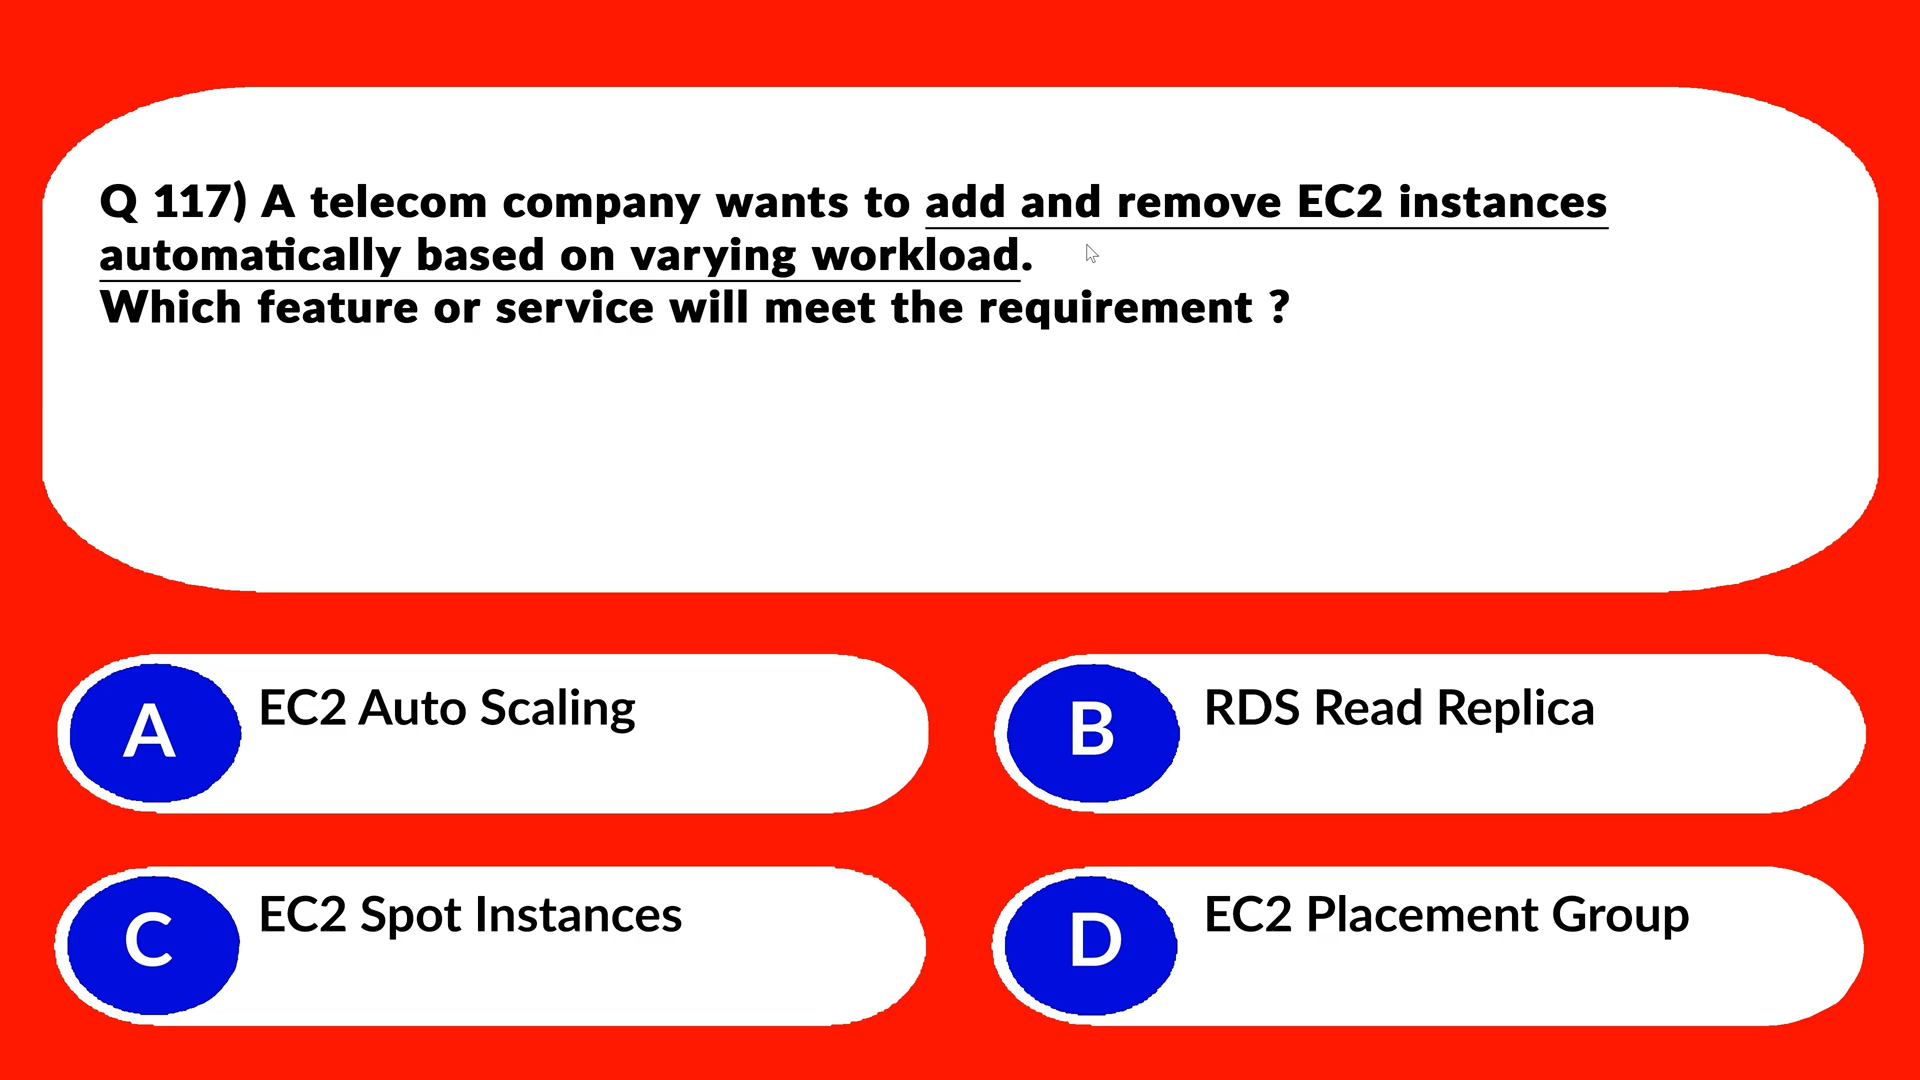 Q 117) A telecom company wants to add and remove EC2 instances
automatically based on varying workload.
Which feature or service will meet the requirement ?
A EC2 Auto Scaling
B RDS Read Replica
C EC2 Spot Instances
D EC2 Placement Group